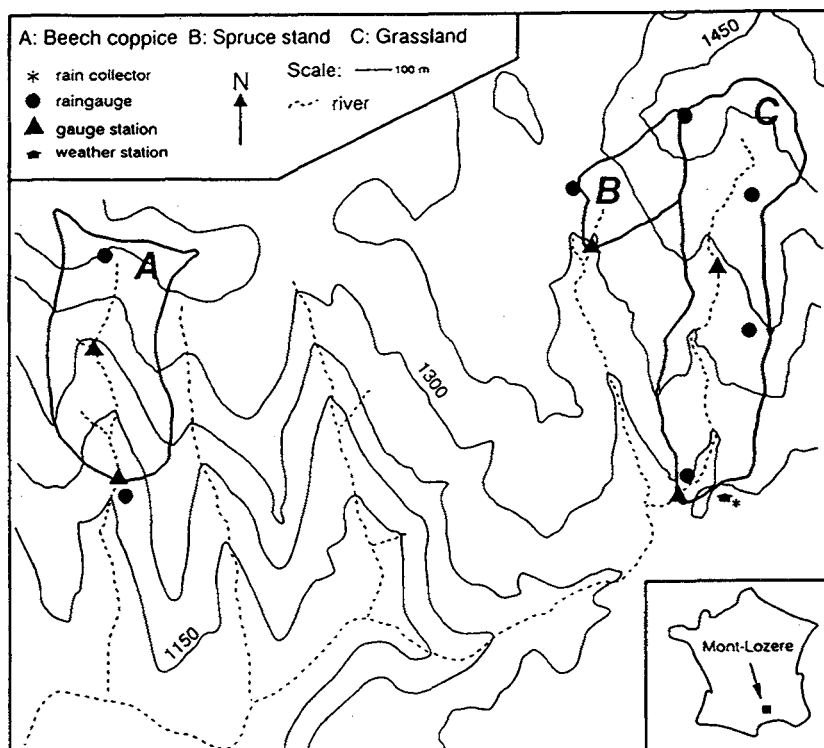 A: Beech coppice B: Spruce stand C: Grassland
* rain collector
raingauge
gauge station
weather station
N
Scale: 100 m
river
1450
C
B
A
1300
*
1150
Mont-Lozere